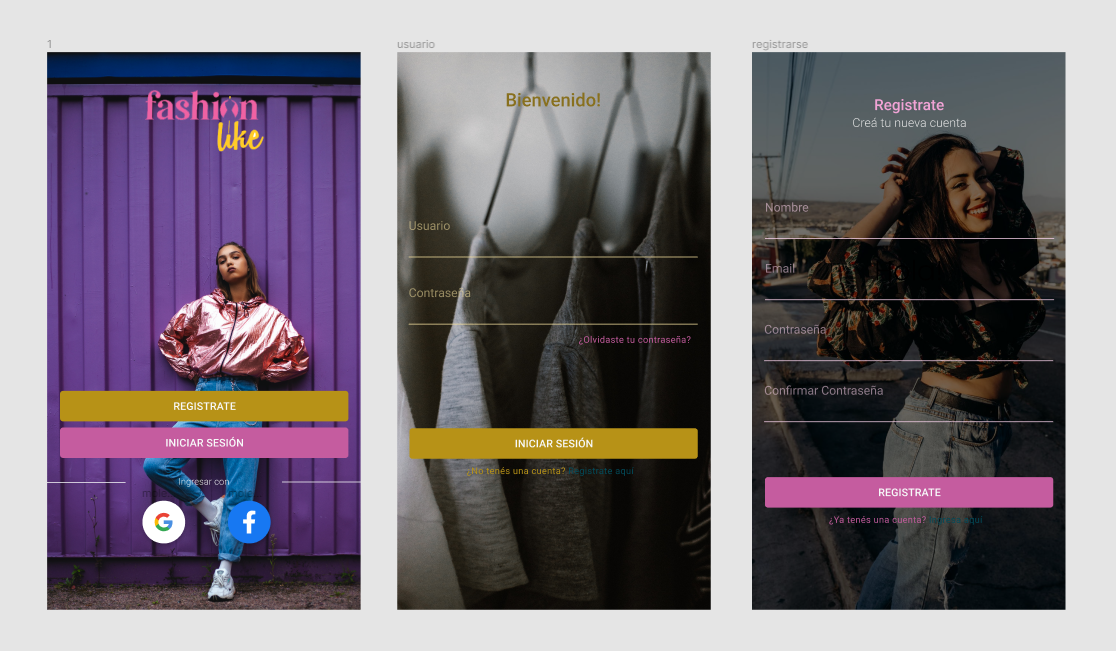 1
fashion
like
REGISTRATE
INICIAR SESIÓN
Ingresar con
usuario
Bienvenido!
Usuario
Contraseña
¿Olvidaste tu contraseña?
INICIAR SESIÓN
¿No tenés una cuenta? Registrate aquí
registrarse
Registrate
Creá tu nueva cuenta
Nombre
Email
Contraseña
Confirmar Contraseña
REGISTRATE
¿Ya tenés una cuenta? aquí